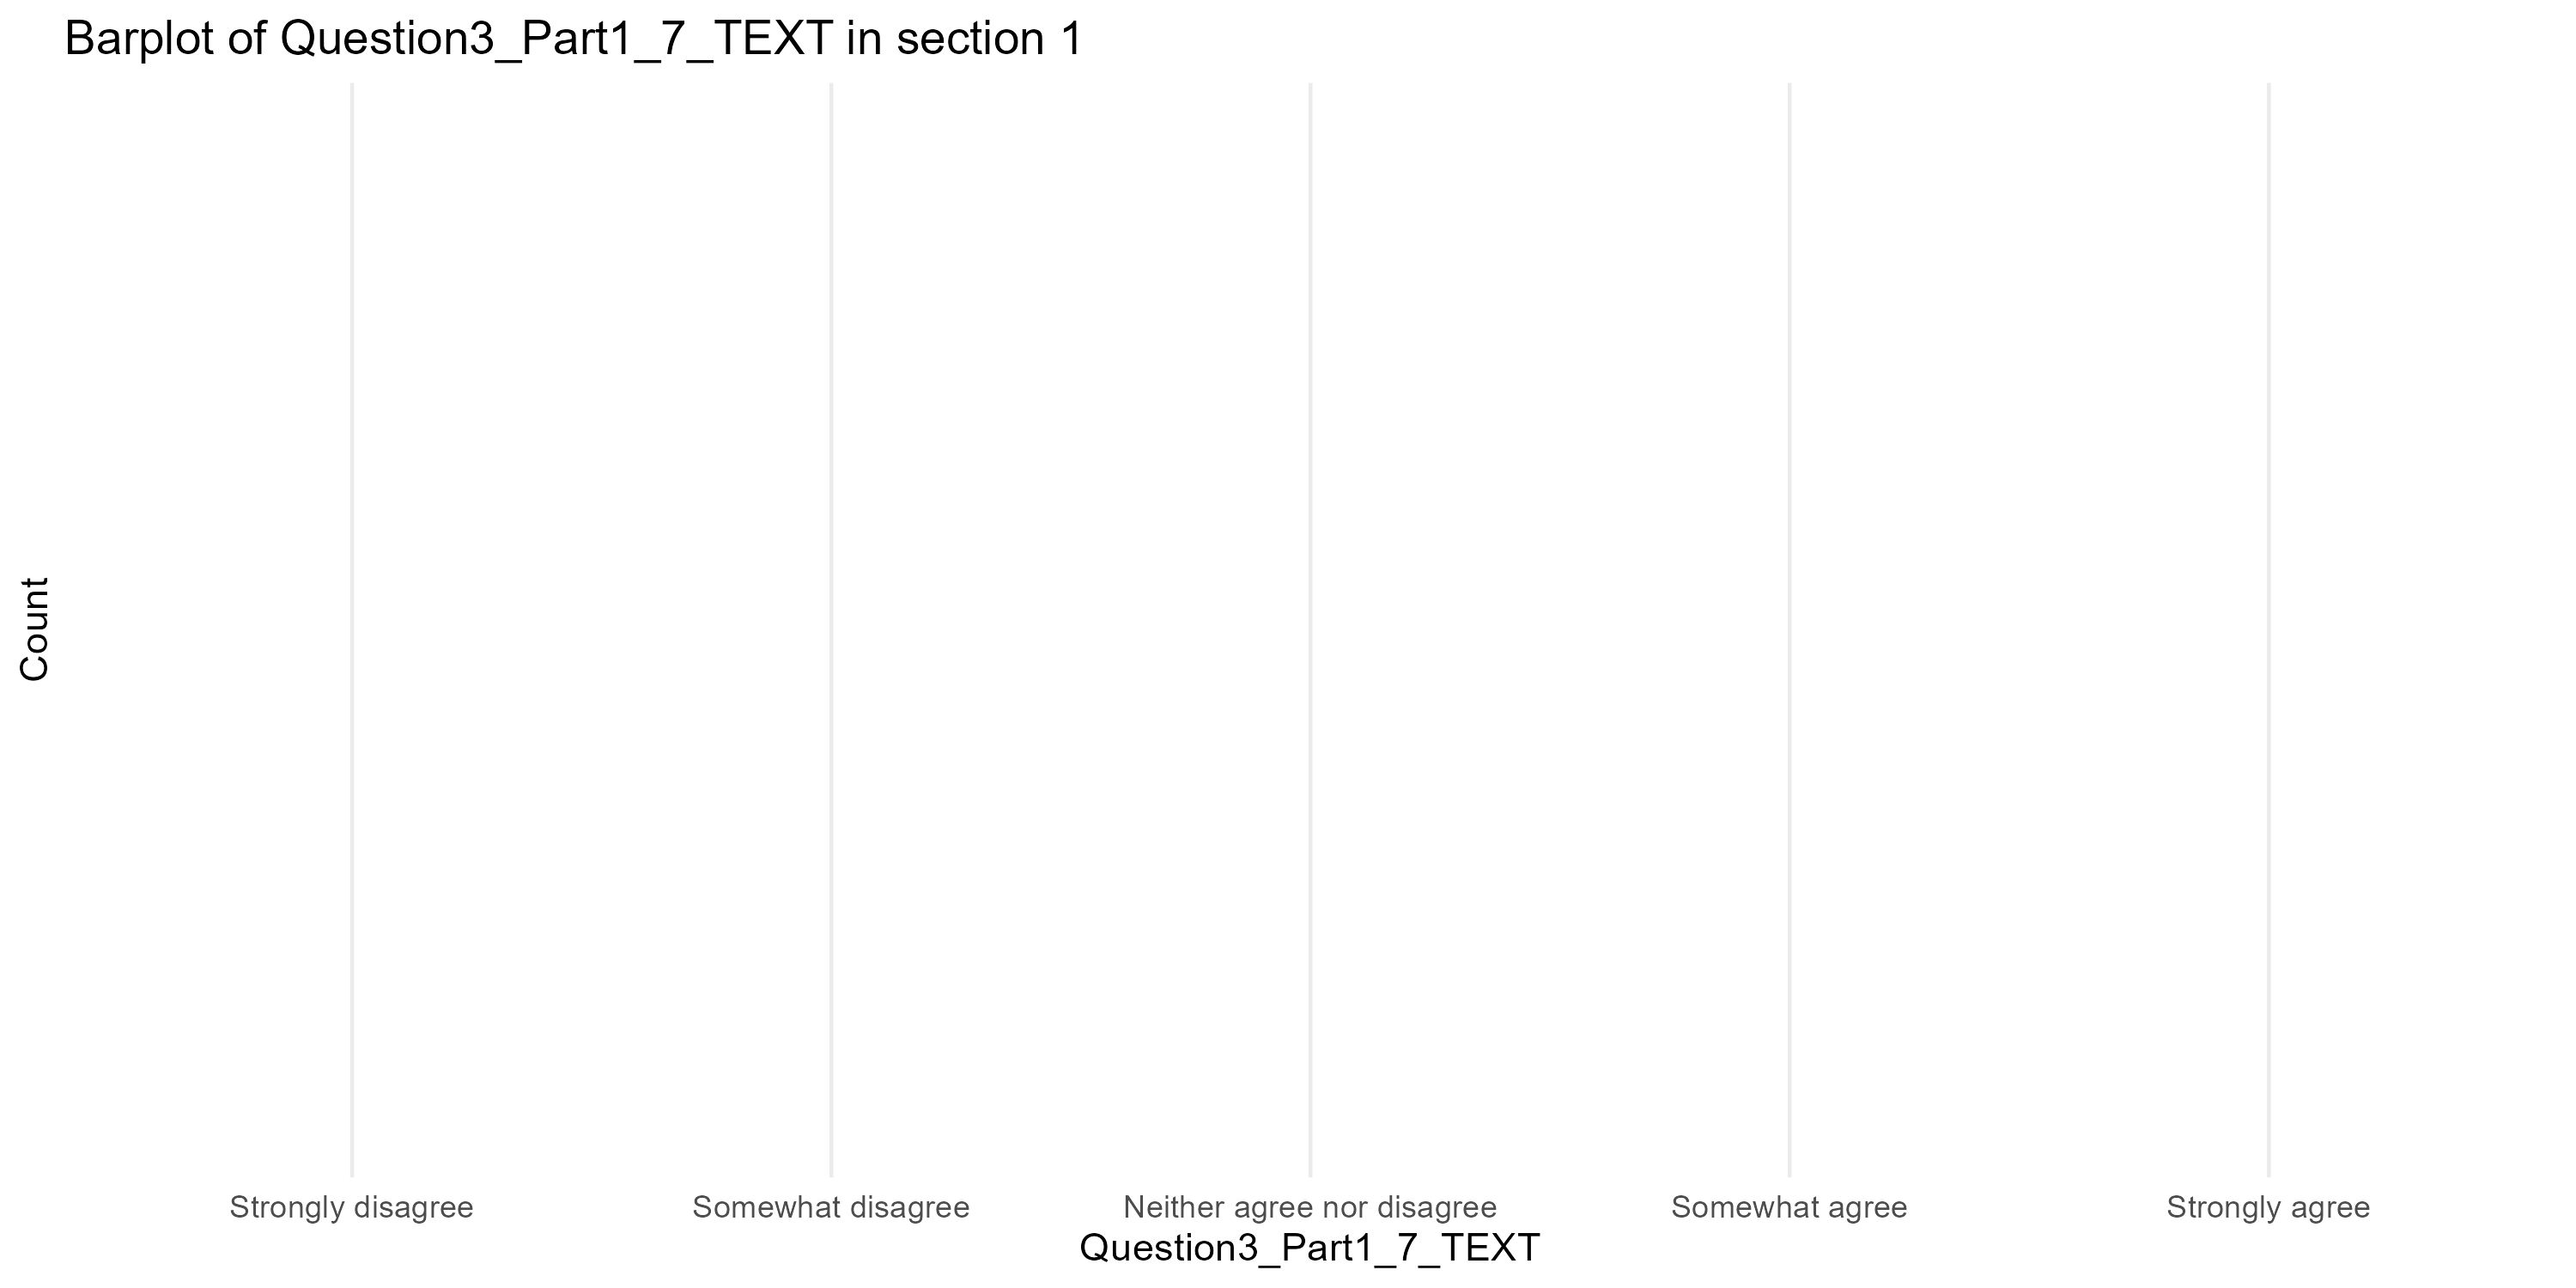 Barplot of Question3_Part1_7_TEXT in section 1
Count
Strongly disagree
Somewhat disagree
Neither agree nor disagree
Somewhat agree
Strongly agree
Question3_Part1_7_TEXT